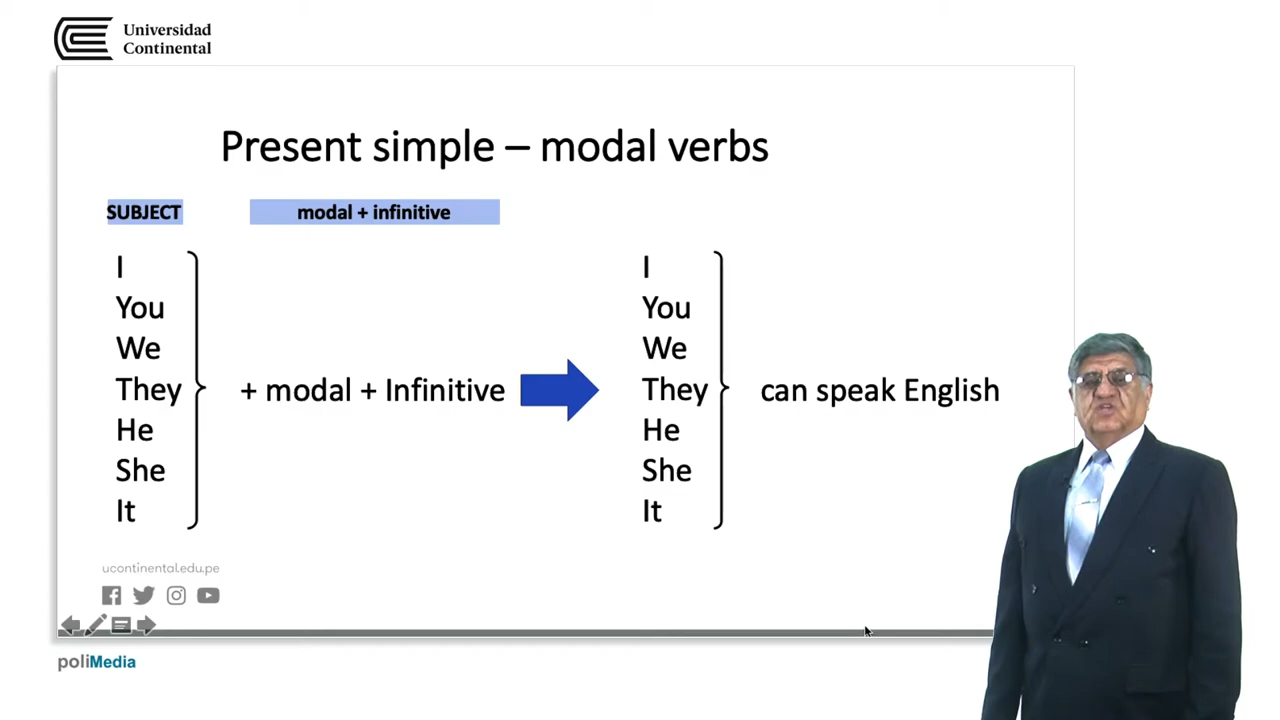 Universidad
Continental
Present simple – modal verbs
SUBJECT
modal + infinitive
I
You
We
They
He
She
It
+ modal + Infinitive
I
You
We
They
He
She
It
can speak English
ucontinental.edu.pe
poliMedia